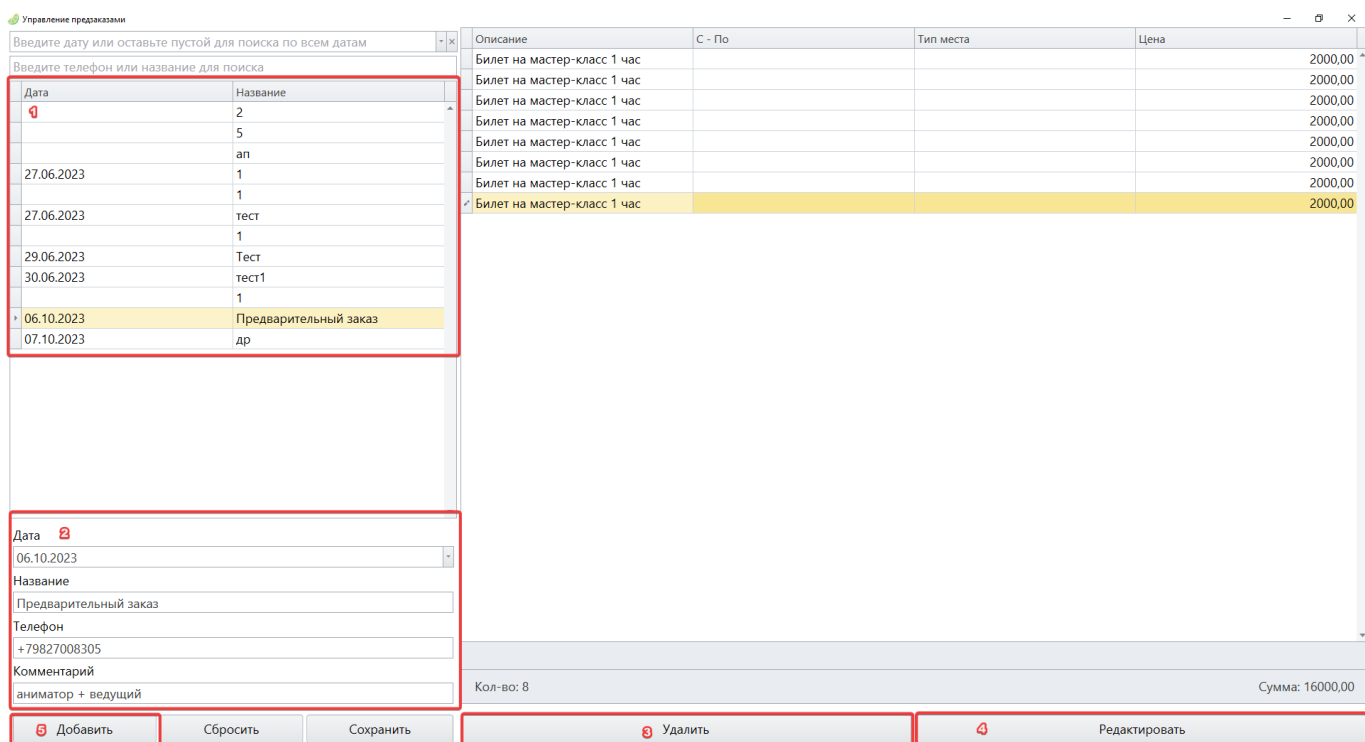 Управление предзаказами
Введите дату или оставьте пустой для поиска по всем датам
Введите телефон или название для поиска
Дата Название
1 2
5
ап
27.06.2023 1
1
27.06.2023 тест
1
29.06.2023 Тест
30.06.2023 тест1
1
06.10.2023 Предварительный заказ
07.10.2023 др
Дата 2
06.10.2023
Название
Предварительный заказ
Телефон
+79827008305
Комментарий
аниматор + ведущий
5 Добавить Сбросить Сохранить
Описание С - По Тип места Цена
Билет на мастер-класс 1 час 2000,00
Билет на мастер-класс 1 час 2000,00
Билет на мастер-класс 1 час 2000,00
Билет на мастер-класс 1 час 2000,00
Билет на мастер-класс 1 час 2000,00
Билет на мастер-класс 1 час 2000,00
Билет на мастер-класс 1 час 2000,00
Билет на мастер-класс 1 час 2000,00
Кол-во: 8 Сумма: 16000,00
3 Удалить 4 Редактировать